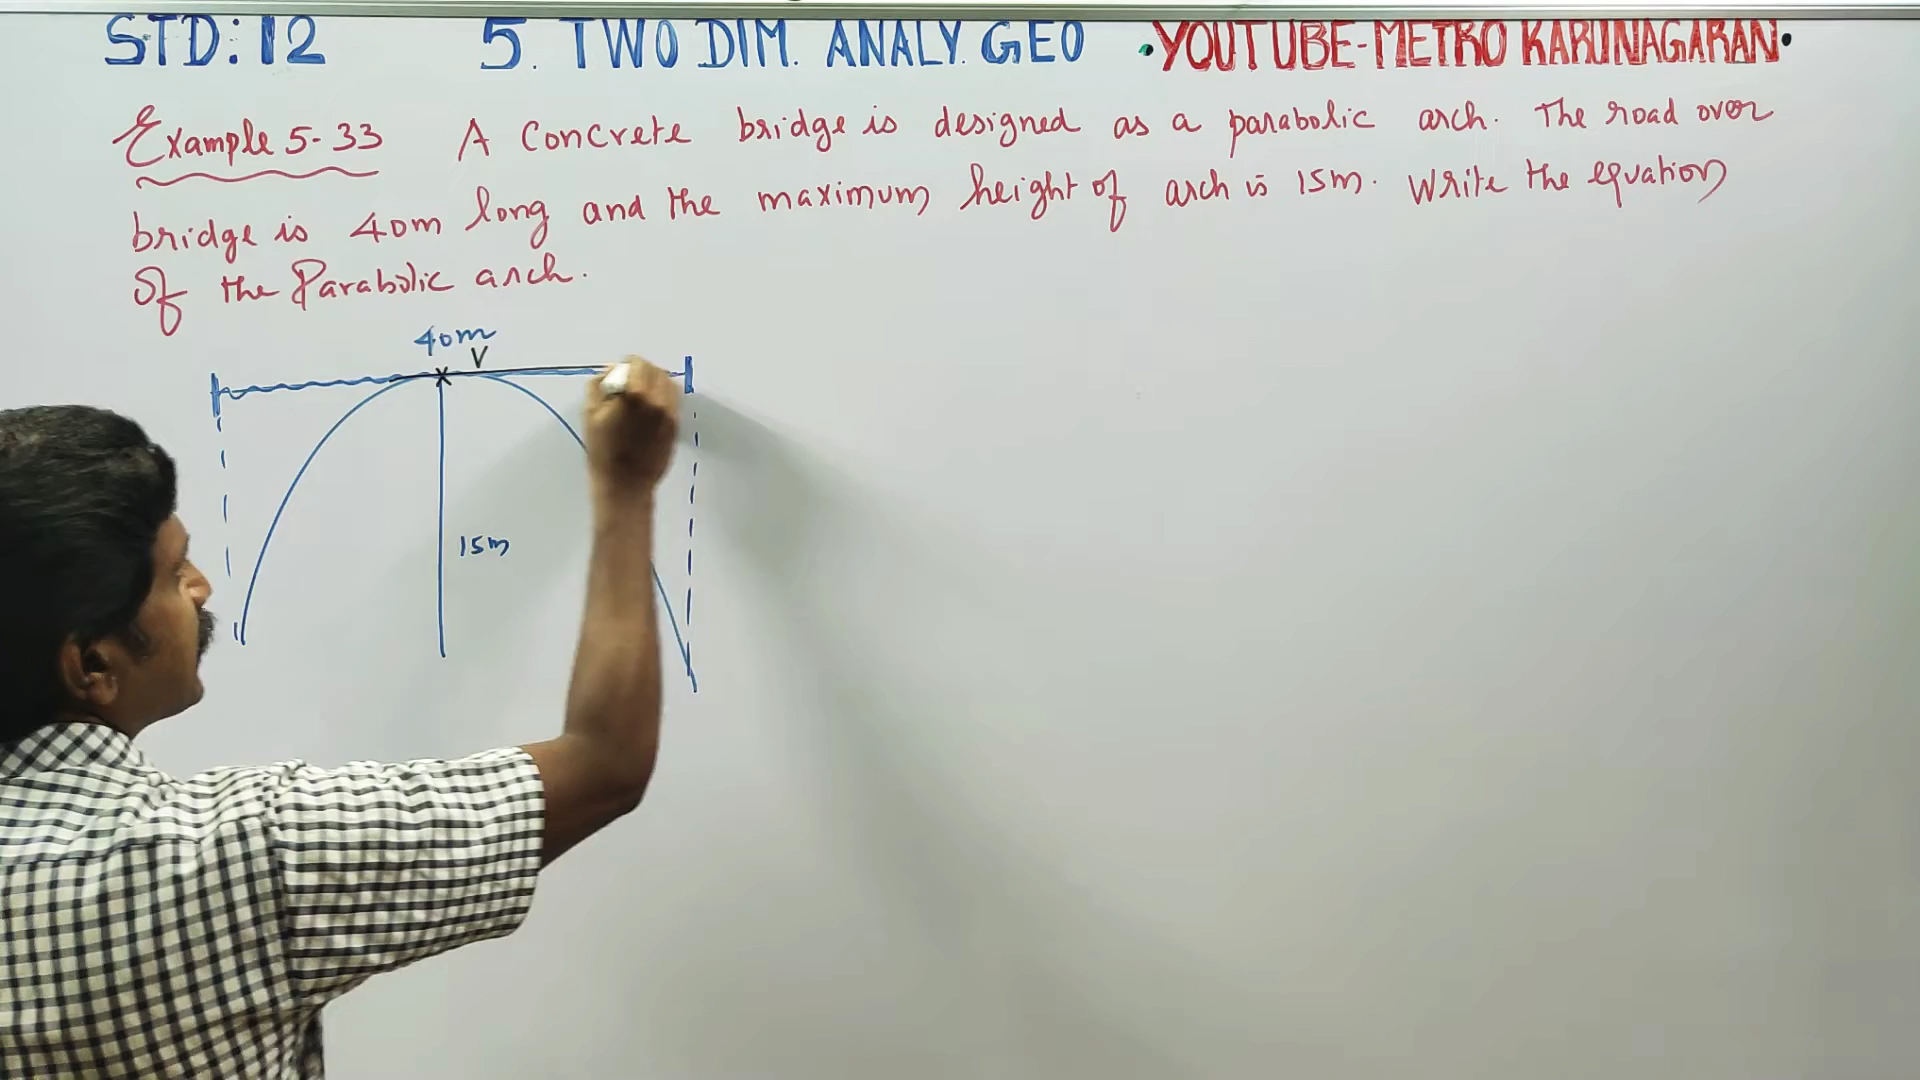 STD: 12 5. TWO DIM. ANALY. GEO •YOUTUBE-METRO KARUNAGARAN•
Example 5-33 A Concrete bridge is designed as a parabolic arch. The road over
bridge is 40m long and the maximum height of arch is 15m. Write the equation
Of the Parabolic arch.
40m
V
15m